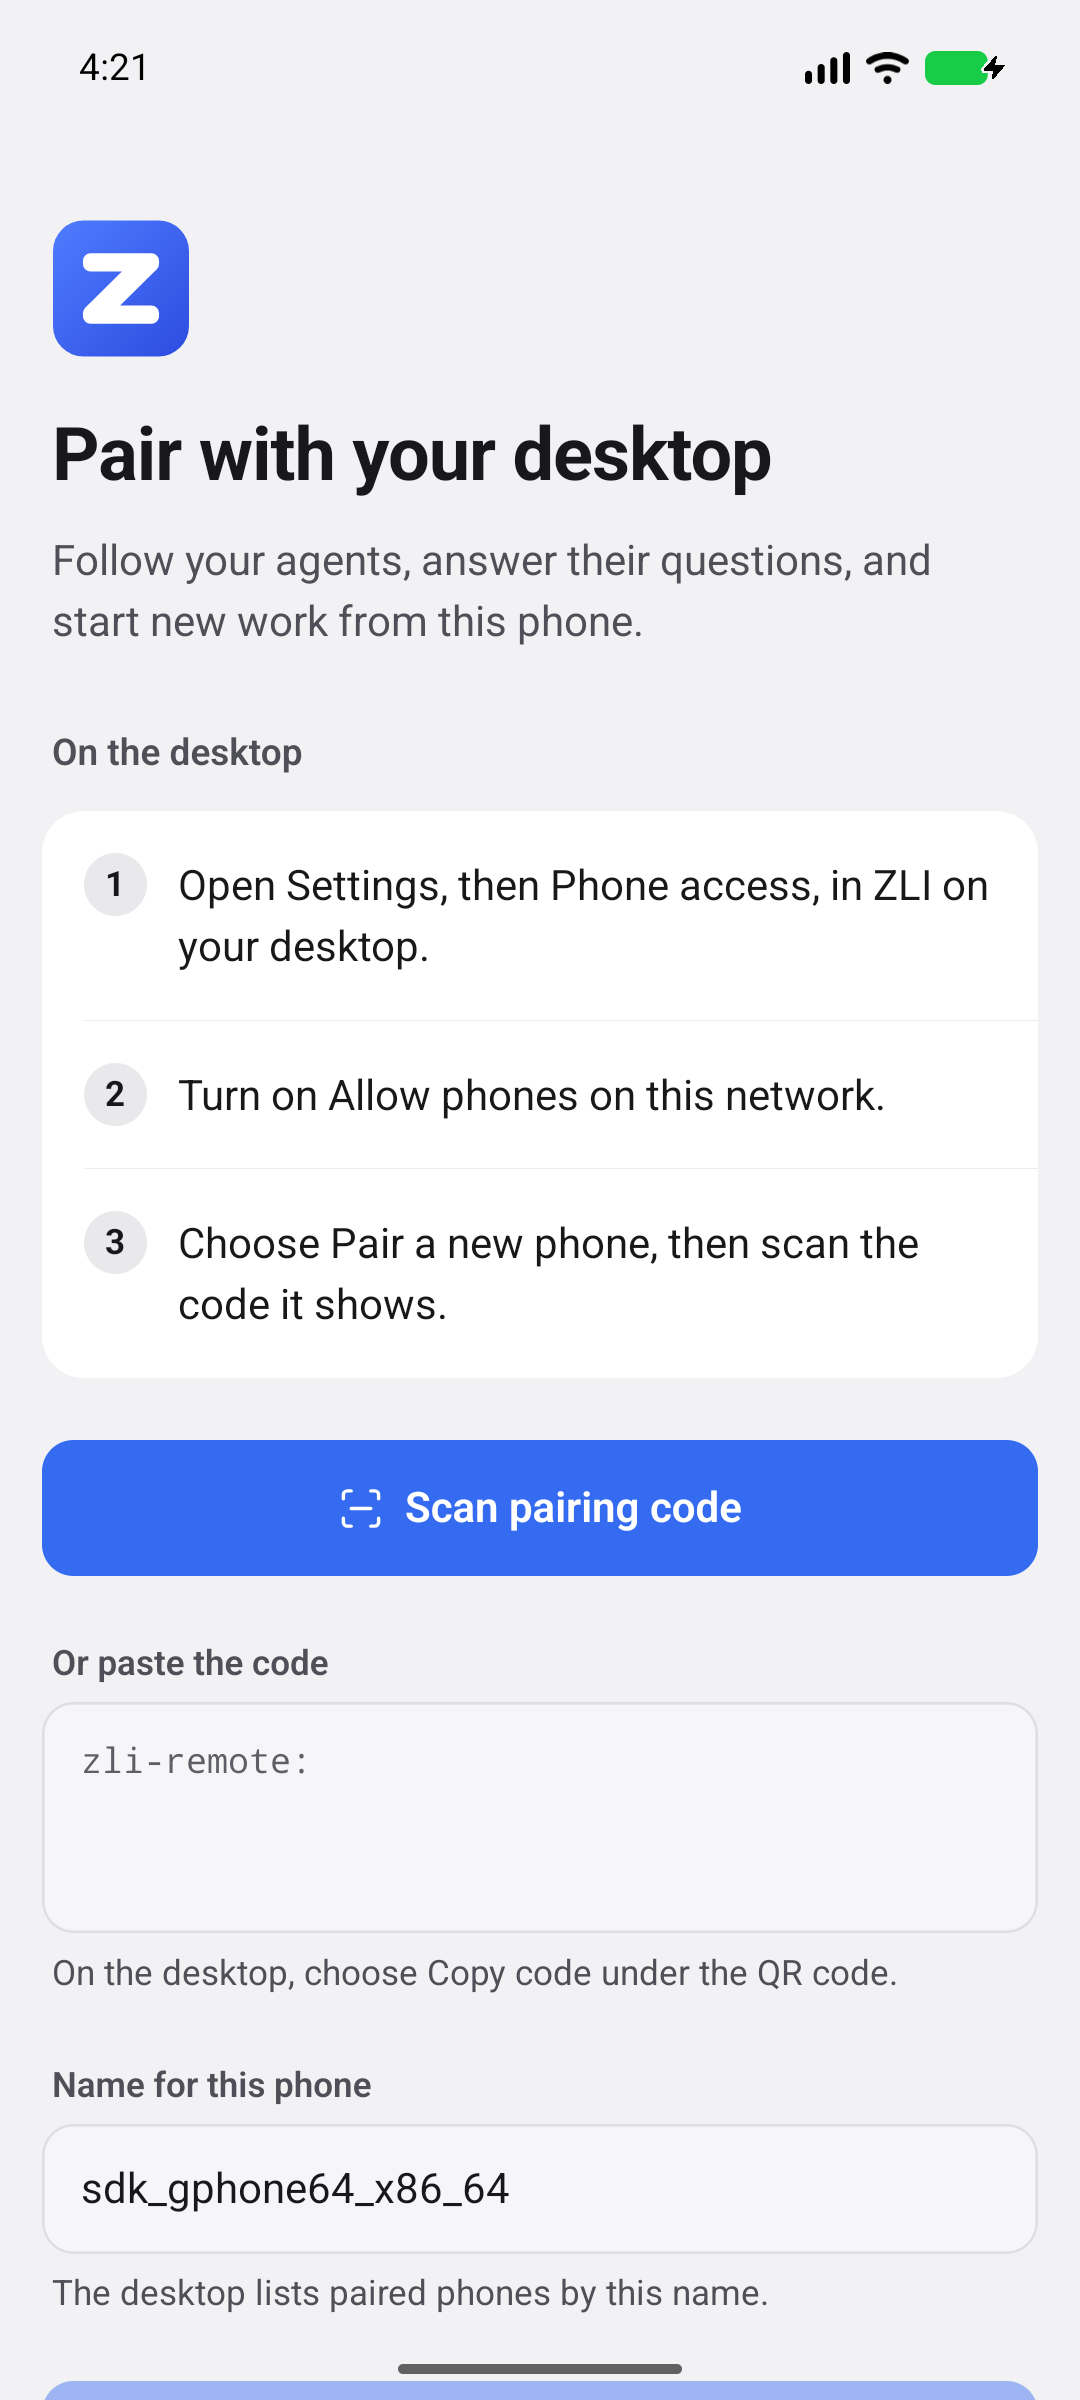 4:21
Z
Pair with your desktop
Follow your agents, answer their questions, and
start new work from this phone.
On the desktop
1 Open Settings, then Phone access, in ZLI on
your desktop.
2 Turn on Allow phones on this network.
3 Choose Pair a new phone, then scan the
code it shows.
Scan pairing code
Or paste the code
zli-remote:
On the desktop, choose Copy code under the QR code.
Name for this phone
sdk_gphone64_x86_64
The desktop lists paired phones by this name.